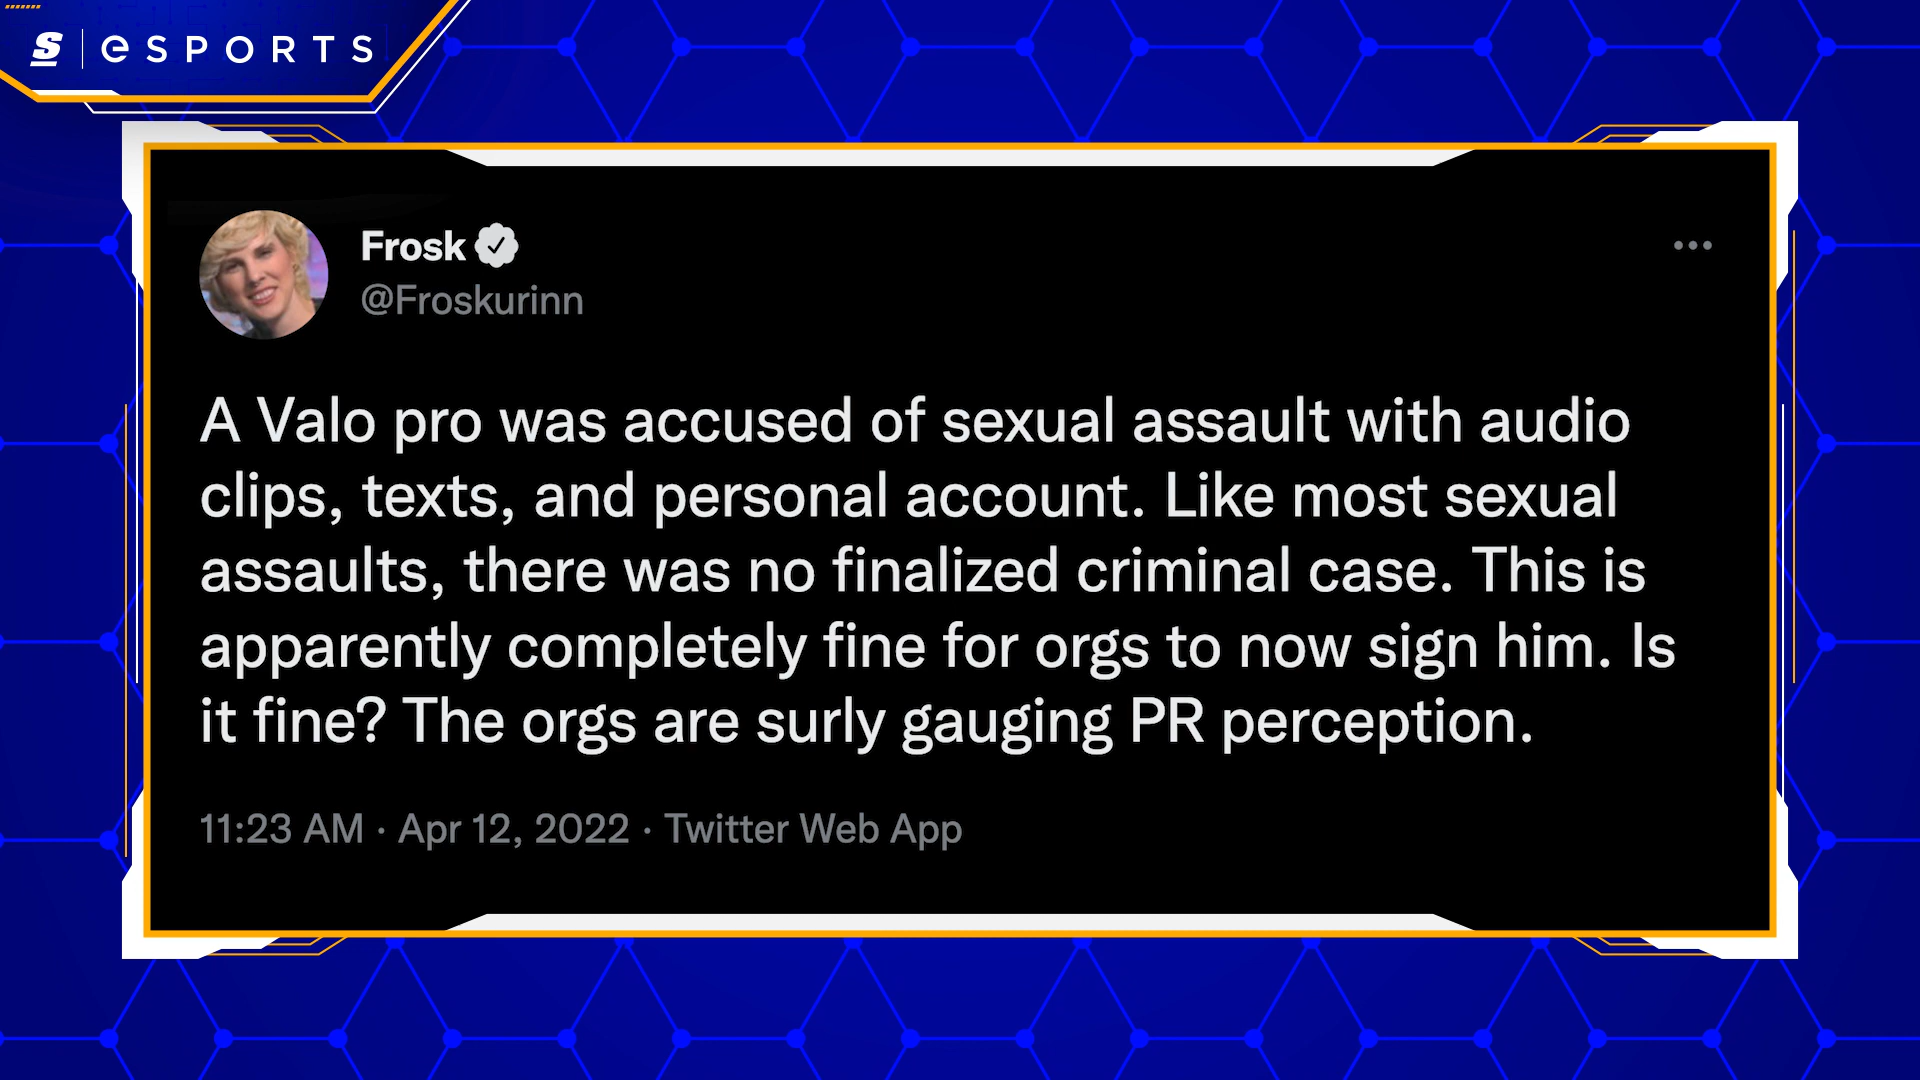 S | eSPORTS
Frosk
@Froskurinn
A Valo pro was accused of sexual assault with audio
clips, texts, and personal account. Like most sexual
assaults, there was no finalized criminal case. This is
apparently completely fine for orgs to now sign him. Is
it fine? The orgs are surly gauging PR perception.
11:23 AM · Apr 12, 2022 · Twitter Web App